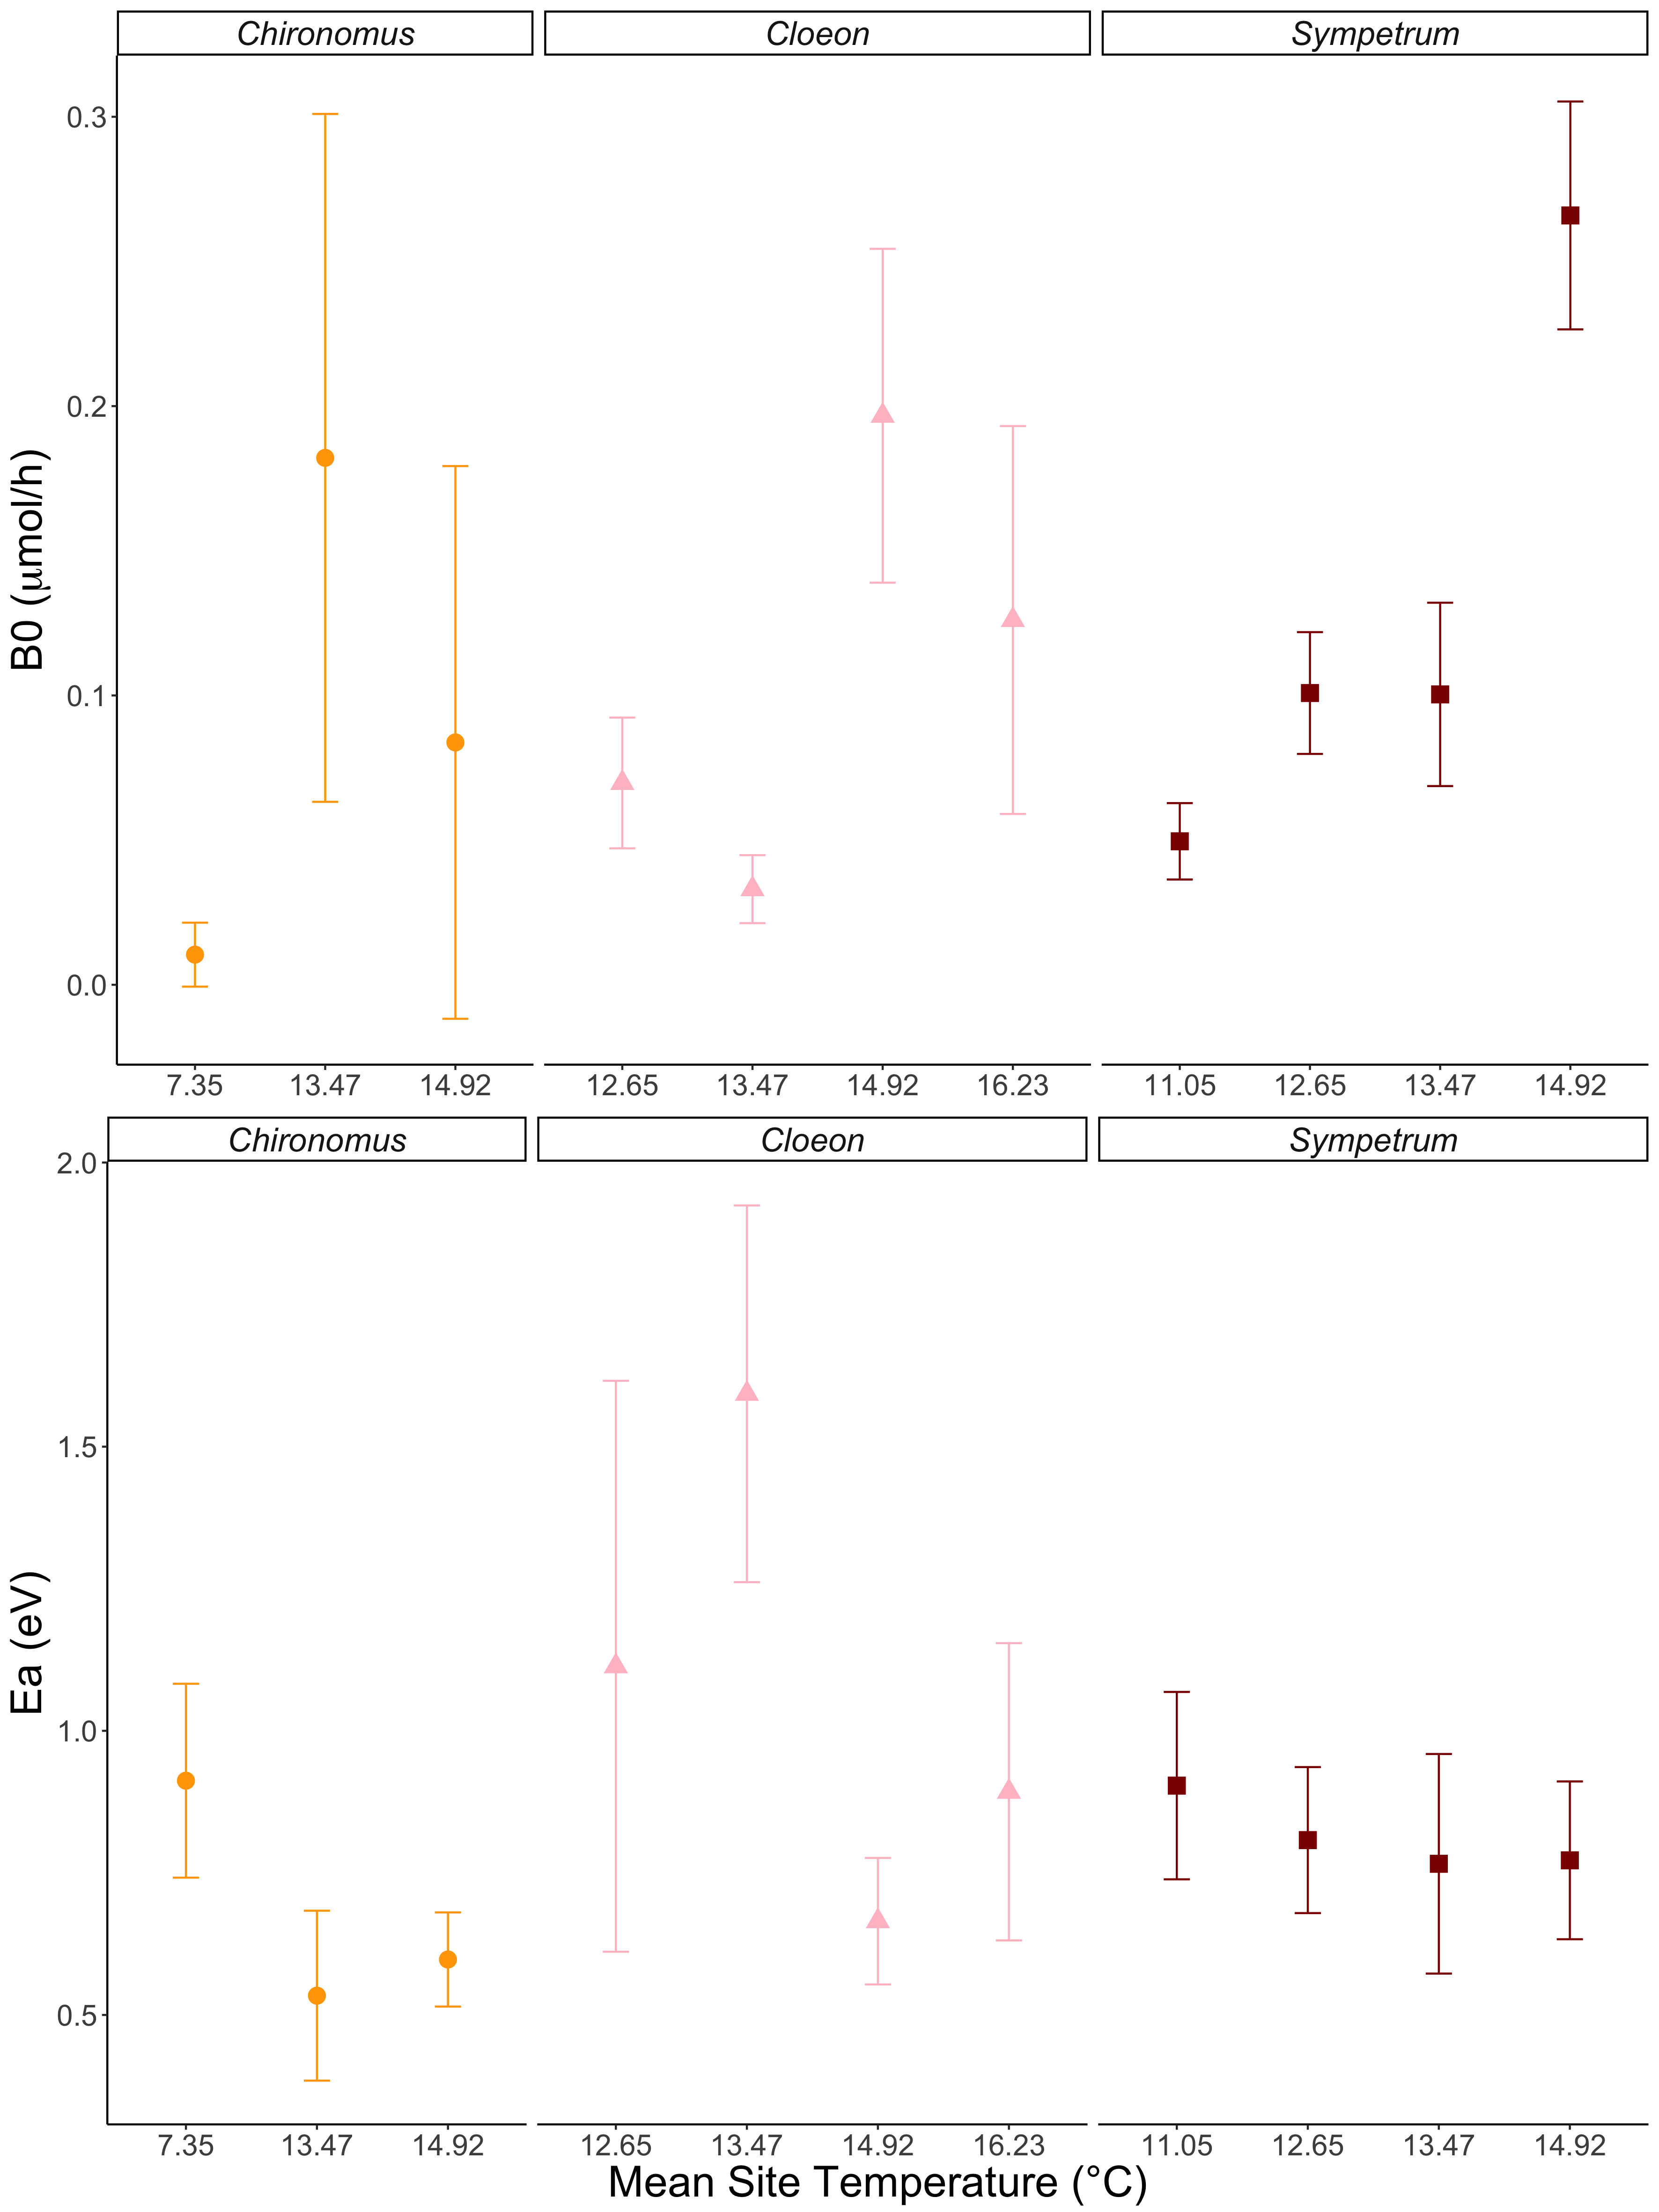 Chironomus Cloeon Sympetrum
0.3
0.2
0.1
0.0
B0 (μmol/h)
7.35 13.47 14.92 12.65 13.47 14.92 16.23 11.05 12.65 13.47 14.92
Chironomus Cloeon Sympetrum
2.0
1.5
1.0
0.5
Ea (eV)
7.35 13.47 14.92 12.65 13.47 14.92 16.23 11.05 12.65 13.47 14.92
Mean Site Temperature (°C)